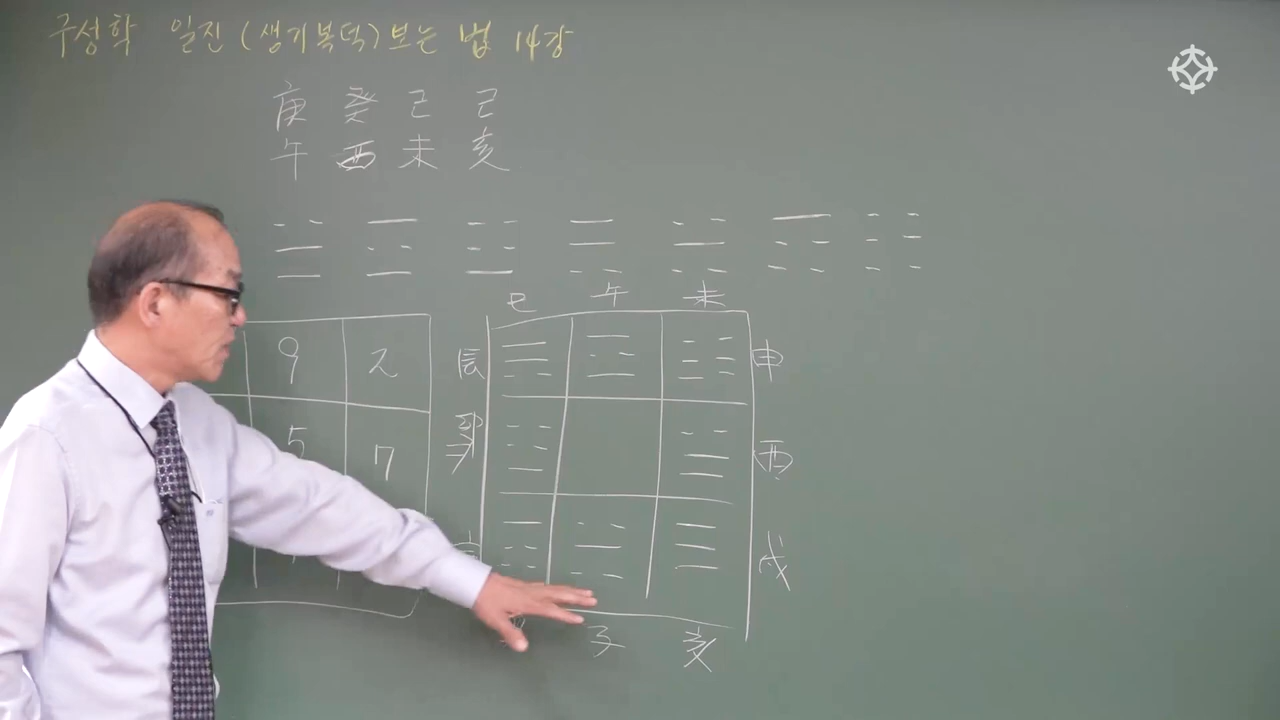 구성학 일진 (생기복덕) 보는 법 14강
庚 癸 己 己
午 酉 未 亥
巳 午 未
9 2
辰 申
5 7
卯 酉
戌
子 亥